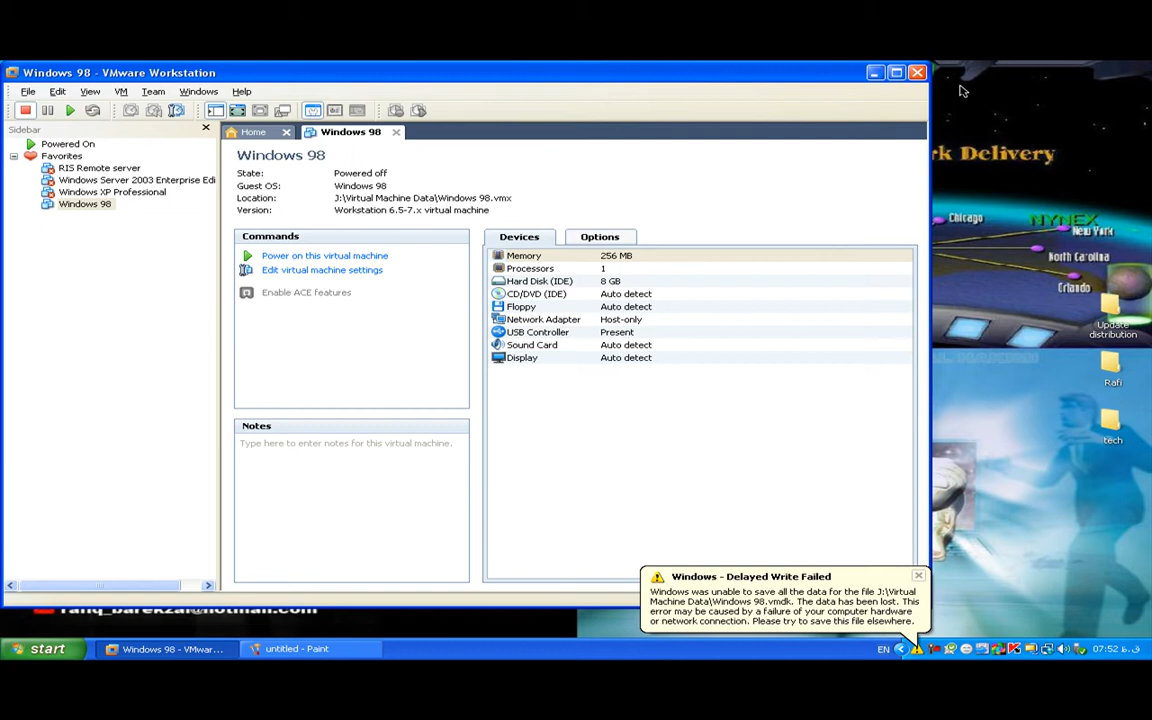 Windows 98 - VMware Workstation
File Edit View VM Team Windows Help
Sidebar
Powered On
Favorites
RIS Remote server
Windows Server 2003 Enterprise Edi
Windows XP Professional
Windows 98
Home
Windows 98
Windows 98
State: Powered off
Guest OS: Windows 98
Location: J:\Virtual Machine Data\Windows 98.vmx
Version: Workstation 6.5-7.x virtual machine
Commands
Power on this virtual machine
Edit virtual machine settings
Enable ACE features
Notes
Type here to enter notes for this virtual machine.
Devices Options
Memory 256 MB
Processors 1
Hard Disk (IDE) 8 GB
CD/DVD (IDE) Auto detect
Floppy Auto detect
Network Adapter Host-only
USB Controller Present
Sound Card Auto detect
Display Auto detect
rk Delivery
Chicago
NYNEX
New York
North Carolina
Orlando
Update distribution
Rafi
tech
Windows - Delayed Write Failed
Windows was unable to save all the data for the file J:\Virtual
Machine Data\Windows 98.vmdk. The data has been lost. This
error may be caused by a failure of your computer hardware
or network connection. Please try to save this file elsewhere.
start
Windows 98 - VMwar...
untitled - Paint
EN
07:52 ق.ظ